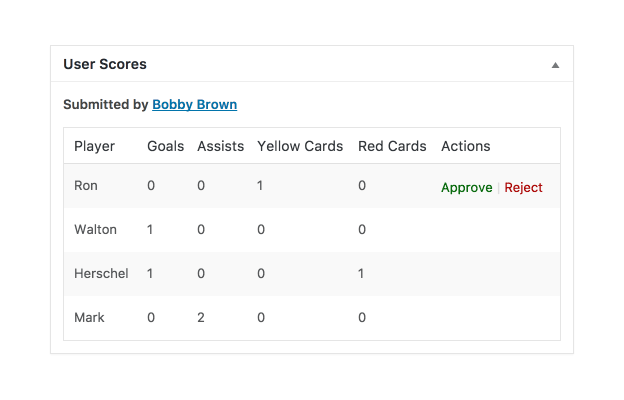 User Scores
Submitted by Bobby Brown
Player Goals Assists Yellow Cards Red Cards Actions
Ron 0 0 1 0 Approve | Reject
Walton 1 0 0 0
Herschel 1 0 0 1
Mark 0 2 0 0